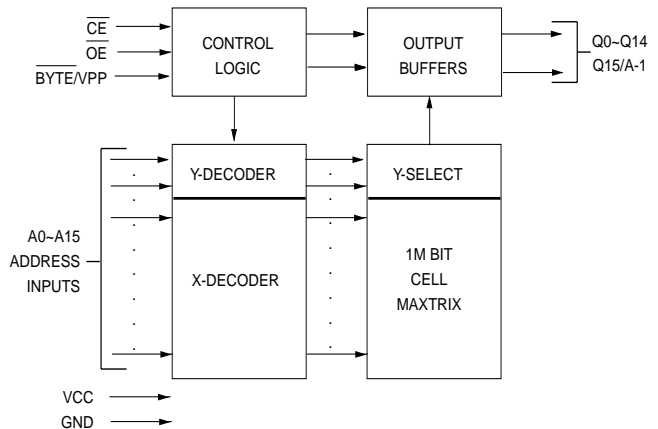 CE
OE
BYTE/VPP
CONTROL
LOGIC
OUTPUT
BUFFERS
Q0~Q14
Q15/A-1
A0~A15
ADDRESS
INPUTS
Y-DECODER
X-DECODER
Y-SELECT
1M BIT
CELL
MAXTRIX
VCC
GND